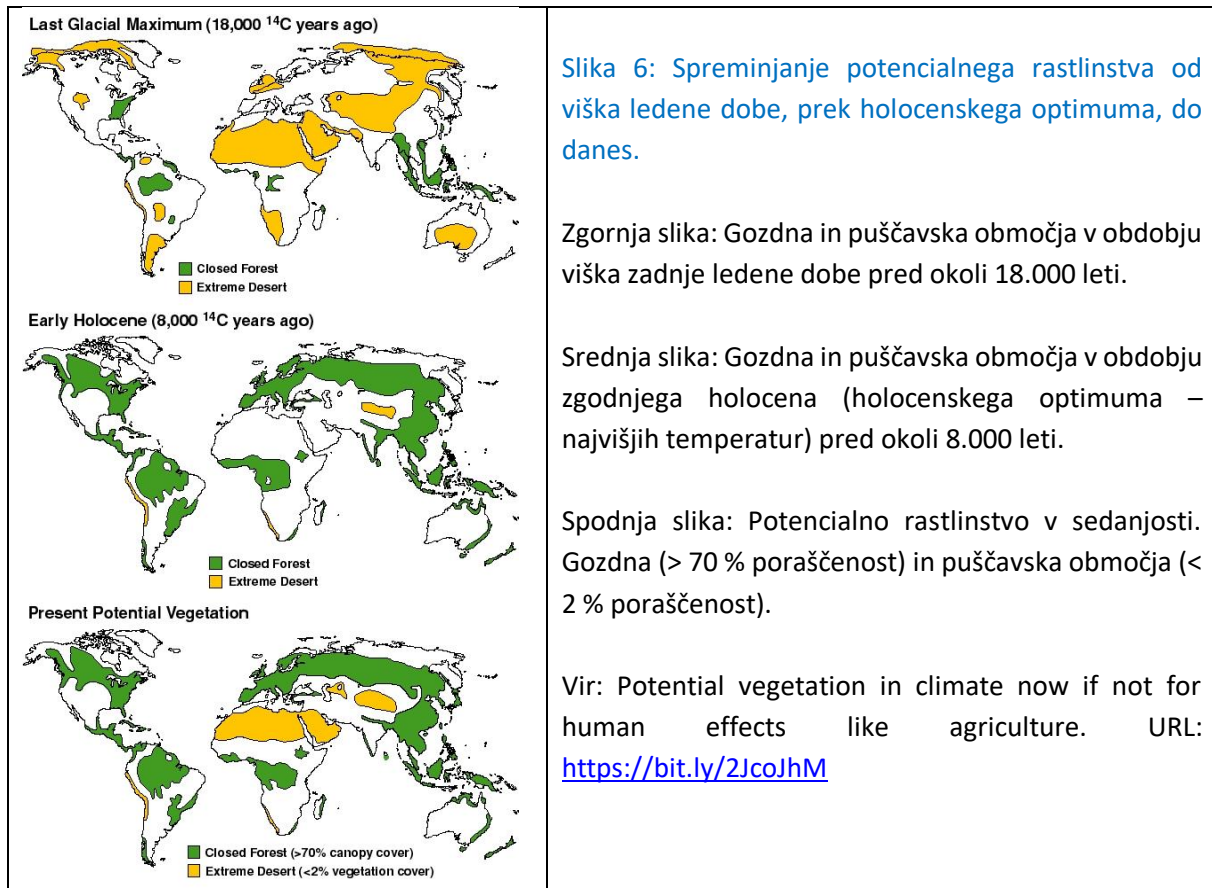 Last Glacial Maximum (18,000 ¹⁴C years ago)
Closed Forest
Extreme Desert
Early Holocene (8,000 ¹⁴C years ago)
Closed Forest
Extreme Desert
Present Potential Vegetation
Closed Forest (>70% canopy cover)
Extreme Desert (<2% vegetation cover)
Slika 6: Spreminjanje potencialnega rastlinstva od
viška ledene dobe, prek holocenskega optimuma, do
danes.
Zgornja slika: Gozdna in puščavska območja v obdobju
viška zadnje ledene dobe pred okoli 18.000 leti.
Srednja slika: Gozdna in puščavska območja v obdobju
zgodnjega holocena (holocenskega optimuma –
najvišjih temperatur) pred okoli 8.000 leti.
Spodnja slika: Potencialno rastlinstvo v sedanjosti.
Gozdna (> 70 % poraščenost) in puščavska območja (<
2 % poraščenost).
Vir: Potential vegetation in climate now if not for
human effects like agriculture. URL:
https://bit.ly/2JcoJhM